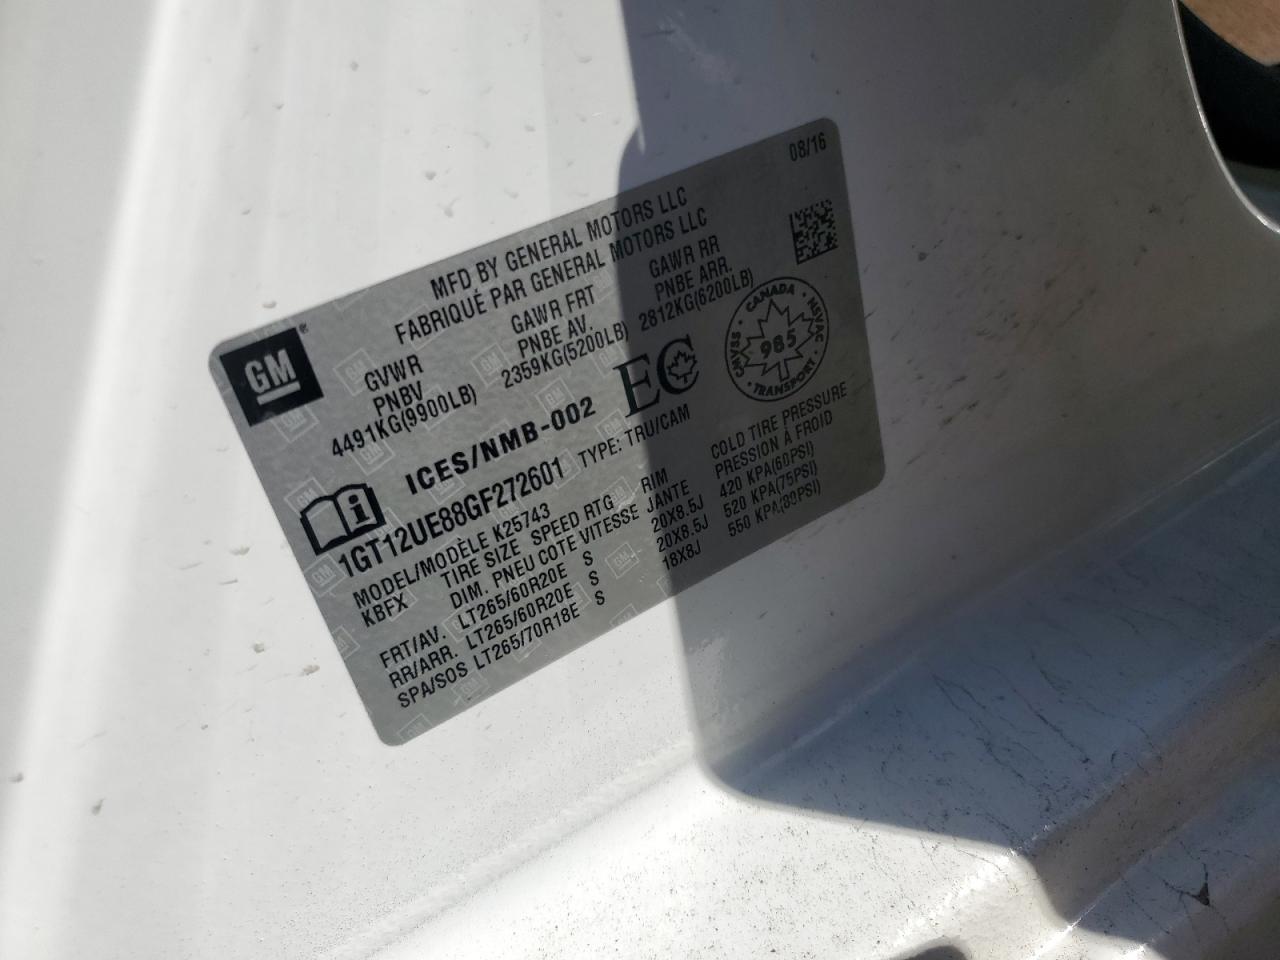 08/16
MFD BY GENERAL MOTORS LLC
FABRIQUÉ PAR GENERAL MOTORS LLC
GM
GVWR GAWR FRT GAWR RR
PNBV PNBE AV. PNBE ARR.
4491KG(9900LB) 2359KG(5200LB) 2812KG(6200LB)
CANADA
CMVSS 985 NSVAC
TRANSPORT
ICES/NMB-002 EC
1GT12UE88GF272601 TYPE: TRU/CAM
MODEL/MODÈLE K25743
KBFX TIRE SIZE SPEED RTG RIM COLD TIRE PRESSURE
DIM. PNEU COTE VITESSE JANTE PRESSION À FROID
FRT/AV. LT265/60R20E S 20X8.5J 420 KPA(60PSI)
RR/ARR. LT265/60R20E S 20X8.5J 520 KPA(75PSI)
SPA/SOS LT265/70R18E S 18X8J 550 KPA(80PSI)